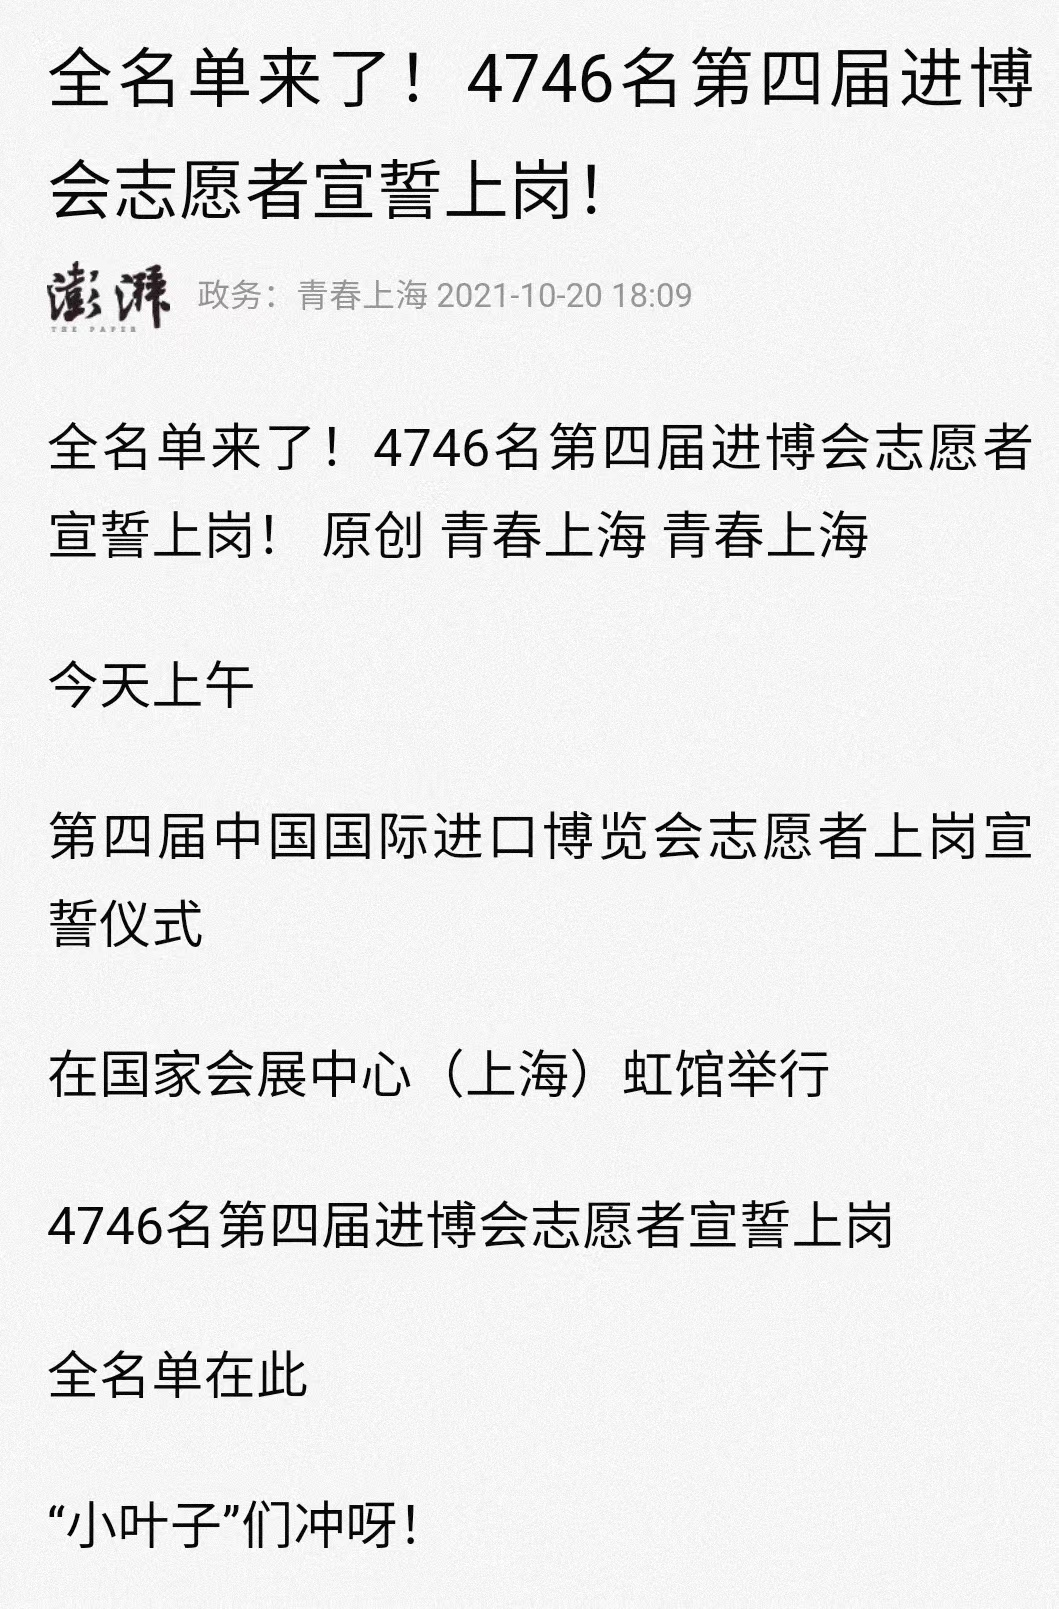 全名单来了！4746名第四届进博
会志愿者宣誓上岗！
澎湃
THE PAPER
政务：青春上海 2021-10-20 18:09
全名单来了！4746名第四届进博会志愿者
宣誓上岗！ 原创 青春上海 青春上海
今天上午
第四届中国国际进口博览会志愿者上岗宣
誓仪式
在国家会展中心（上海）虹馆举行
4746名第四届进博会志愿者宣誓上岗
全名单在此
“小叶子”们冲呀！